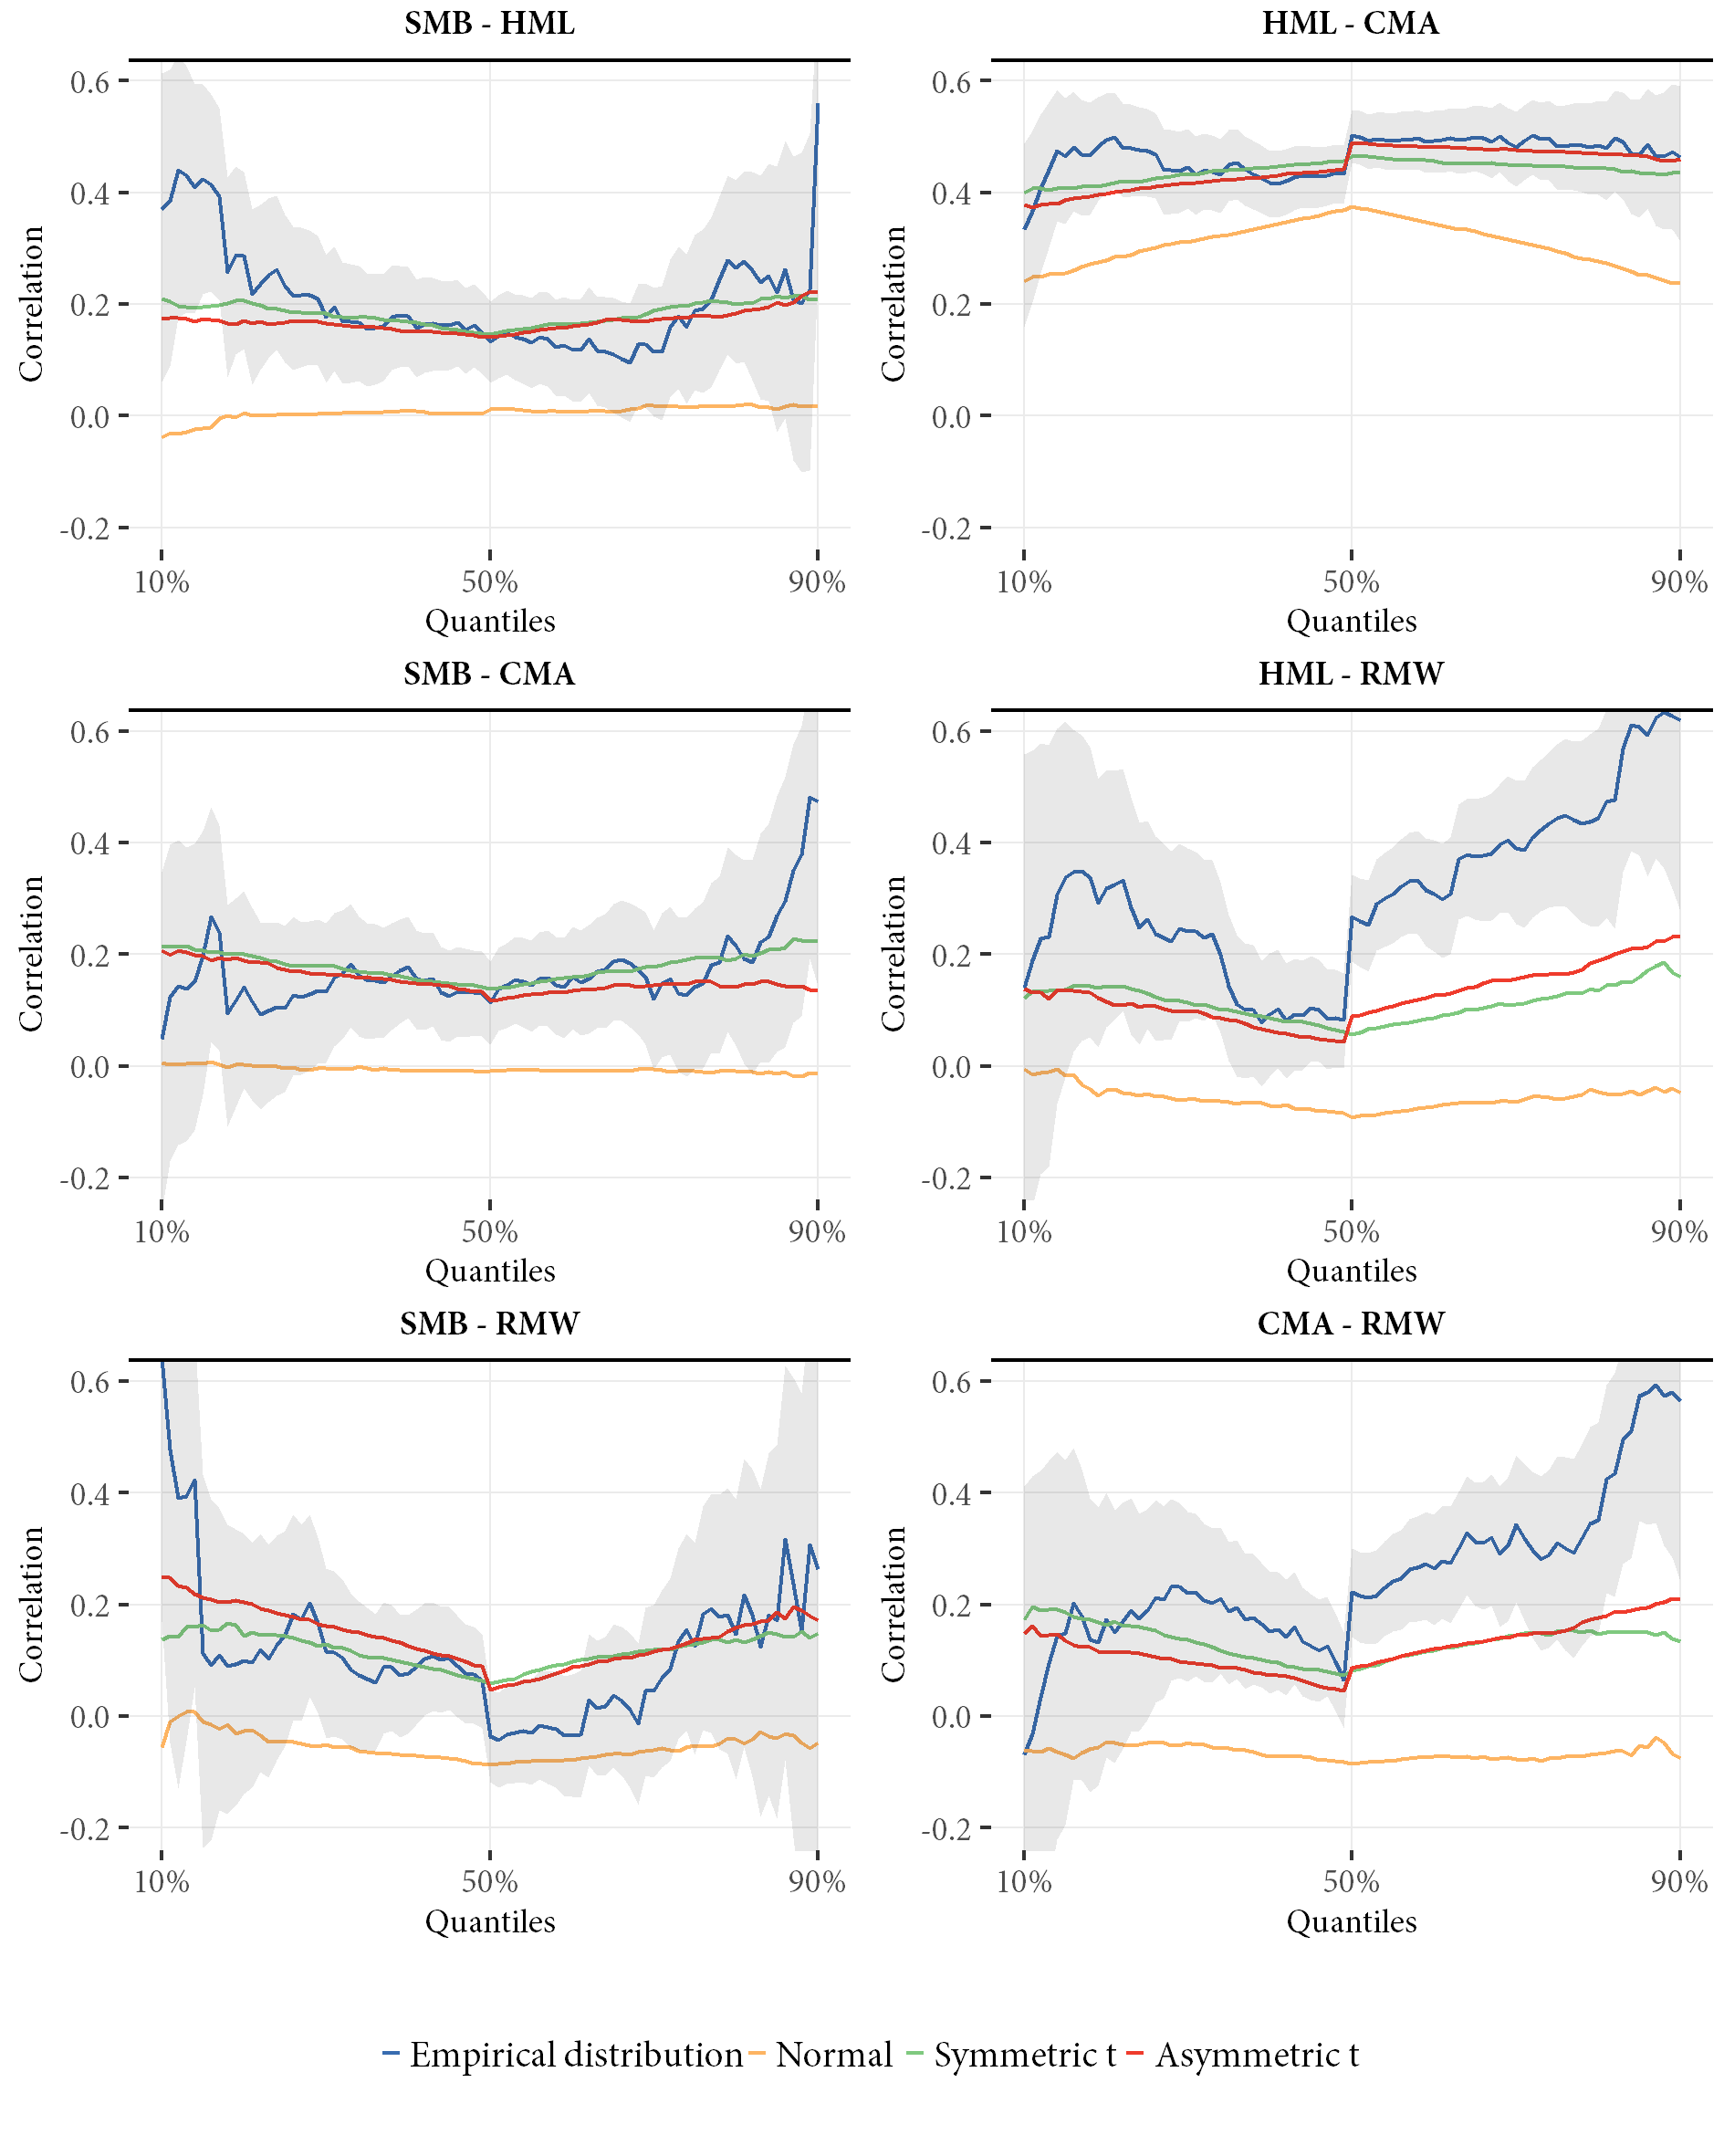 SMB - HML
0.6
0.4
0.2
0.0
-0.2
Correlation
10% 50% 90%
Quantiles
HML - CMA
0.6
0.4
0.2
0.0
-0.2
Correlation
10% 50% 90%
Quantiles
SMB - CMA
0.6
0.4
0.2
0.0
-0.2
Correlation
10% 50% 90%
Quantiles
HML - RMW
0.6
0.4
0.2
0.0
-0.2
Correlation
10% 50% 90%
Quantiles
SMB - RMW
0.6
0.4
0.2
0.0
-0.2
Correlation
10% 50% 90%
Quantiles
CMA - RMW
0.6
0.4
0.2
0.0
-0.2
Correlation
10% 50% 90%
Quantiles
Empirical distribution Normal Symmetric t Asymmetric t